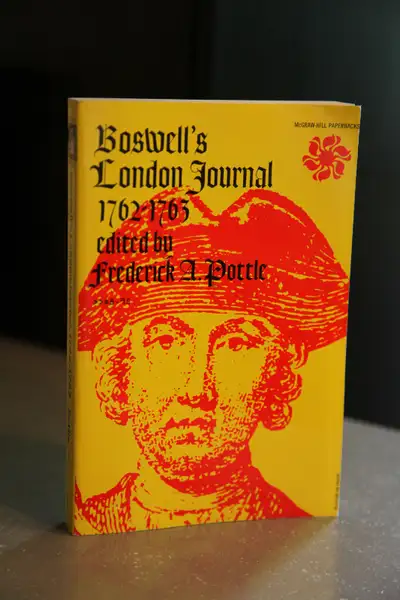 McGRAW-HILL PAPERBACKS
Boswell's
London Journal
1762-1763
edited by
Frederick A. Pottle